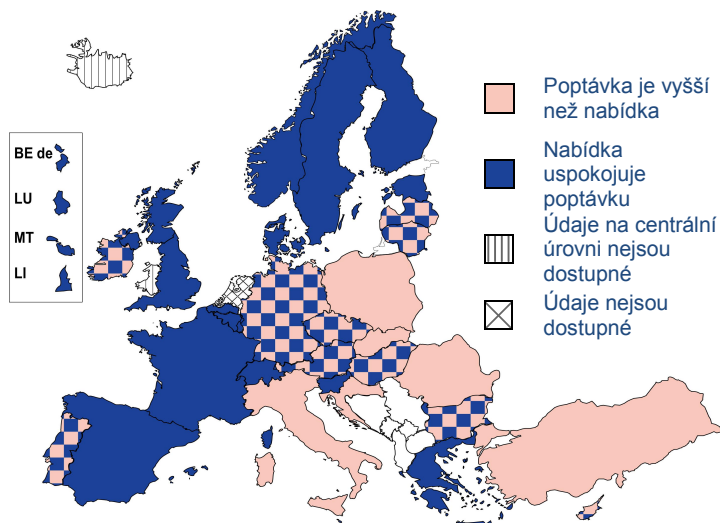 BE de
LU
MT
LI
Poptávka je vyšší
než nabídka
Nabídka
uspokojuje
poptávku
Údaje na centrální
úrovni nejsou
dostupné
Údaje nejsou
dostupné